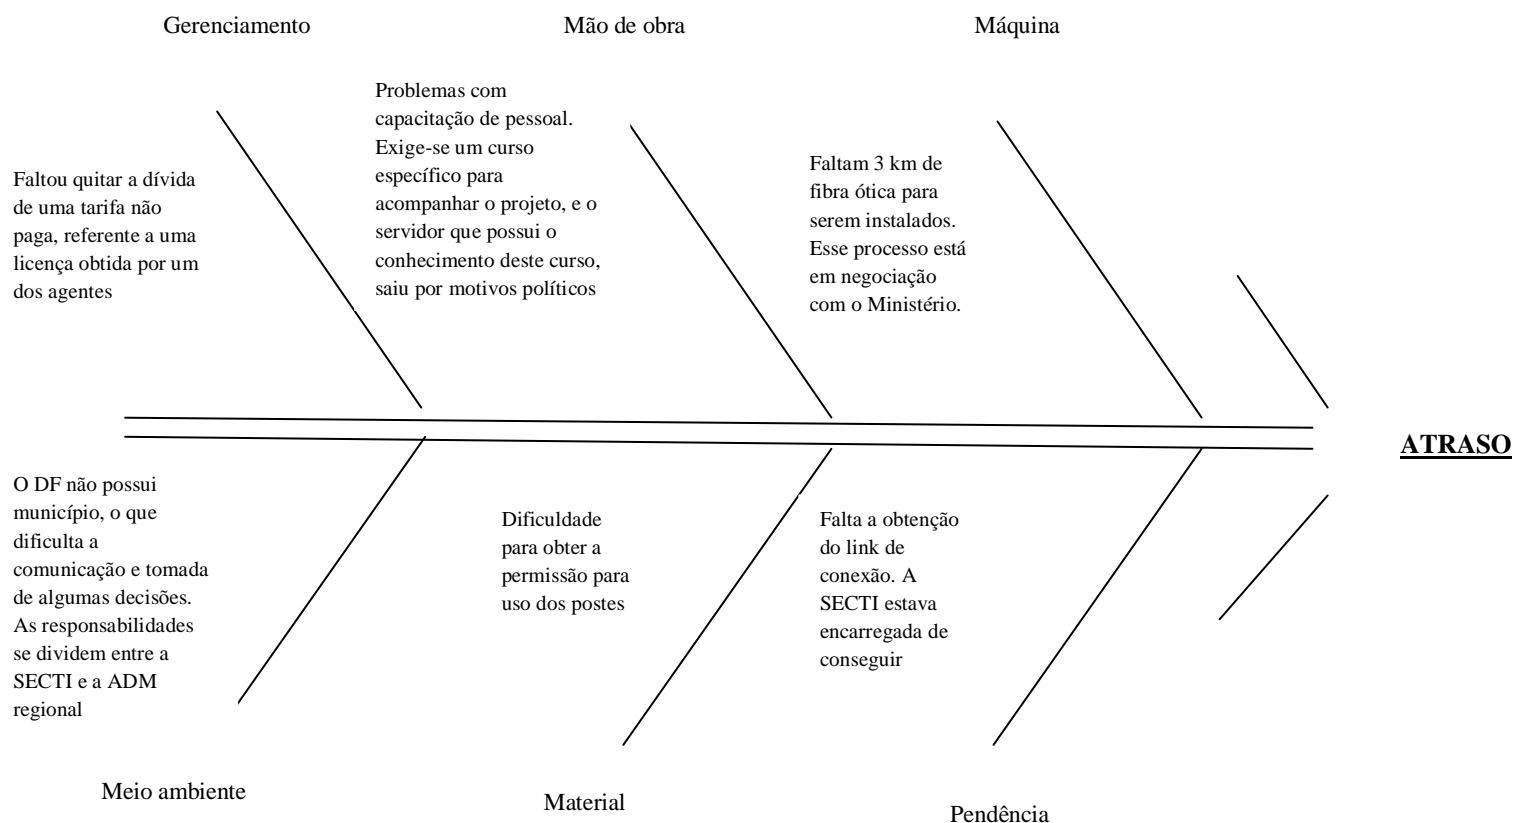 Gerenciamento
Mão de obra
Máquina
Faltou quitar a dívida
de uma tarifa não
paga, referente a uma
licença obtida por um
dos agentes
Problemas com
capacitação de pessoal.
Exige-se um curso
específico para
acompanhar o projeto, e o
servidor que possui o
conhecimento deste curso,
saiu por motivos políticos
Faltam 3 km de
fibra ótica para
serem instalados.
Esse processo está
em negociação
com o Ministério.
ATRASO
O DF não possui
município, o que
dificulta a
comunicação e tomada
de algumas decisões.
As responsabilidades
se dividem entre a
SECTI e a ADM
regional
Dificuldade
para obter a
permissão para
uso dos postes
Falta a obtenção
do link de
conexão. A
SECTI estava
encarregada de
conseguir
Meio ambiente
Material
Pendência